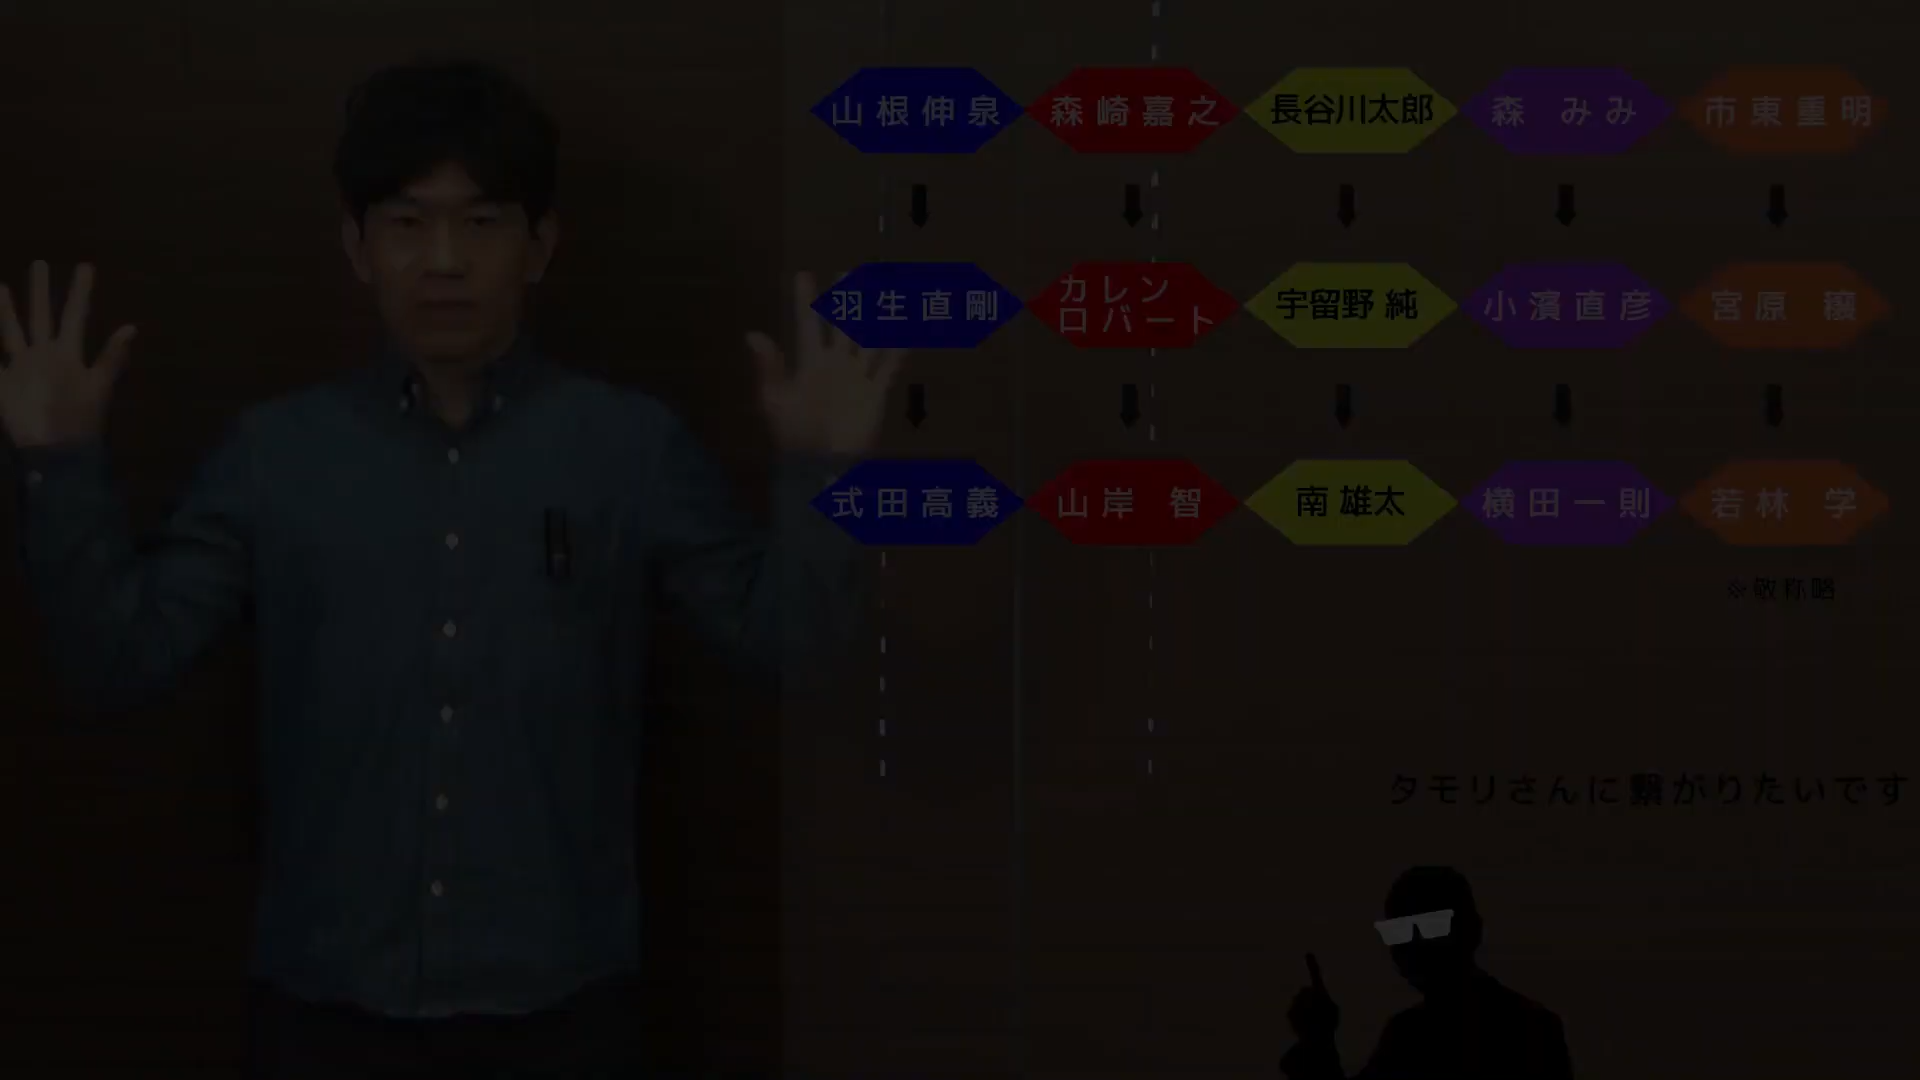 山根伸泉 森崎嘉之 長谷川太郎 森 みみ 市東重明
羽生直剛 カレンロバート 宇留野 純 小濱直彦 宮原 穣
式田高義 山岸 智 南 雄太 横田一則 若林 学
※敬称略
タモリさんに繋がりたいです